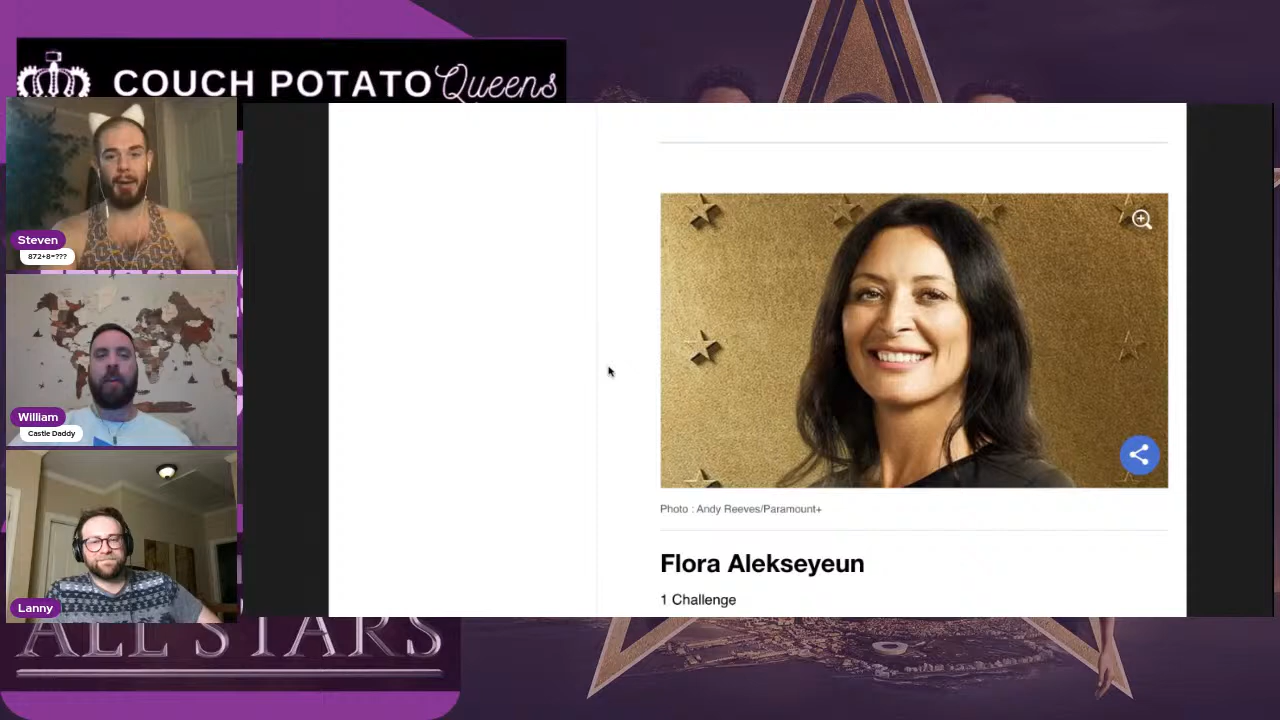 COUCH POTATO Queens
Steven
872+8=???
William
Castle Daddy
Lanny
Photo : Andy Reeves/Paramount+
Flora Alekseyeun
1 Challenge
ALL STARS